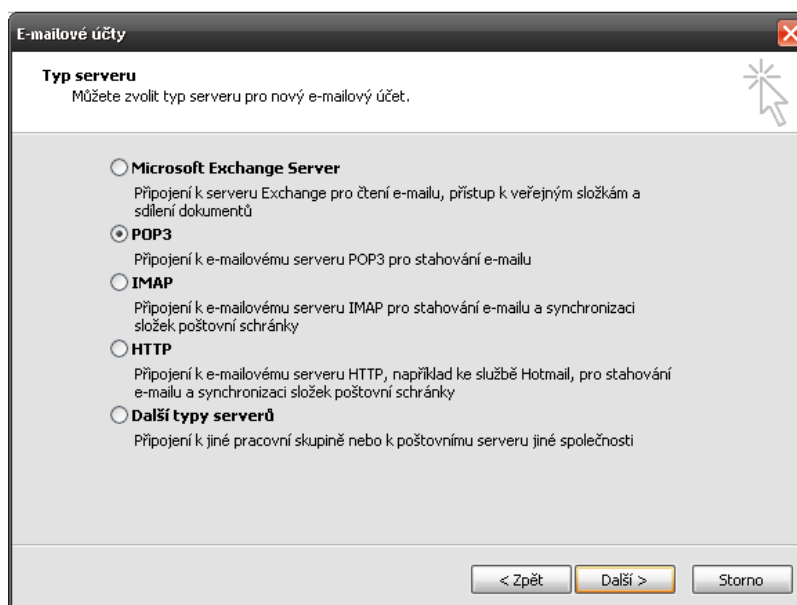 E-mailové účty
Typ serveru
Můžete zvolit typ serveru pro nový e-mailový účet.
Microsoft Exchange Server
Připojení k serveru Exchange pro čtení e-mailu, přístup k veřejným složkám a
sdílení dokumentů
POP3
Připojení k e-mailovému serveru POP3 pro stahování e-mailu
IMAP
Připojení k e-mailovému serveru IMAP pro stahování e-mailu a synchronizaci
složek poštovní schránky
HTTP
Připojení k e-mailovému serveru HTTP, například ke službě Hotmail, pro stahování
e-mailu a synchronizaci složek poštovní schránky
Další typy serverů
Připojení k jiné pracovní skupině nebo k poštovnímu serveru jiné společnosti
< Zpět Další > Storno